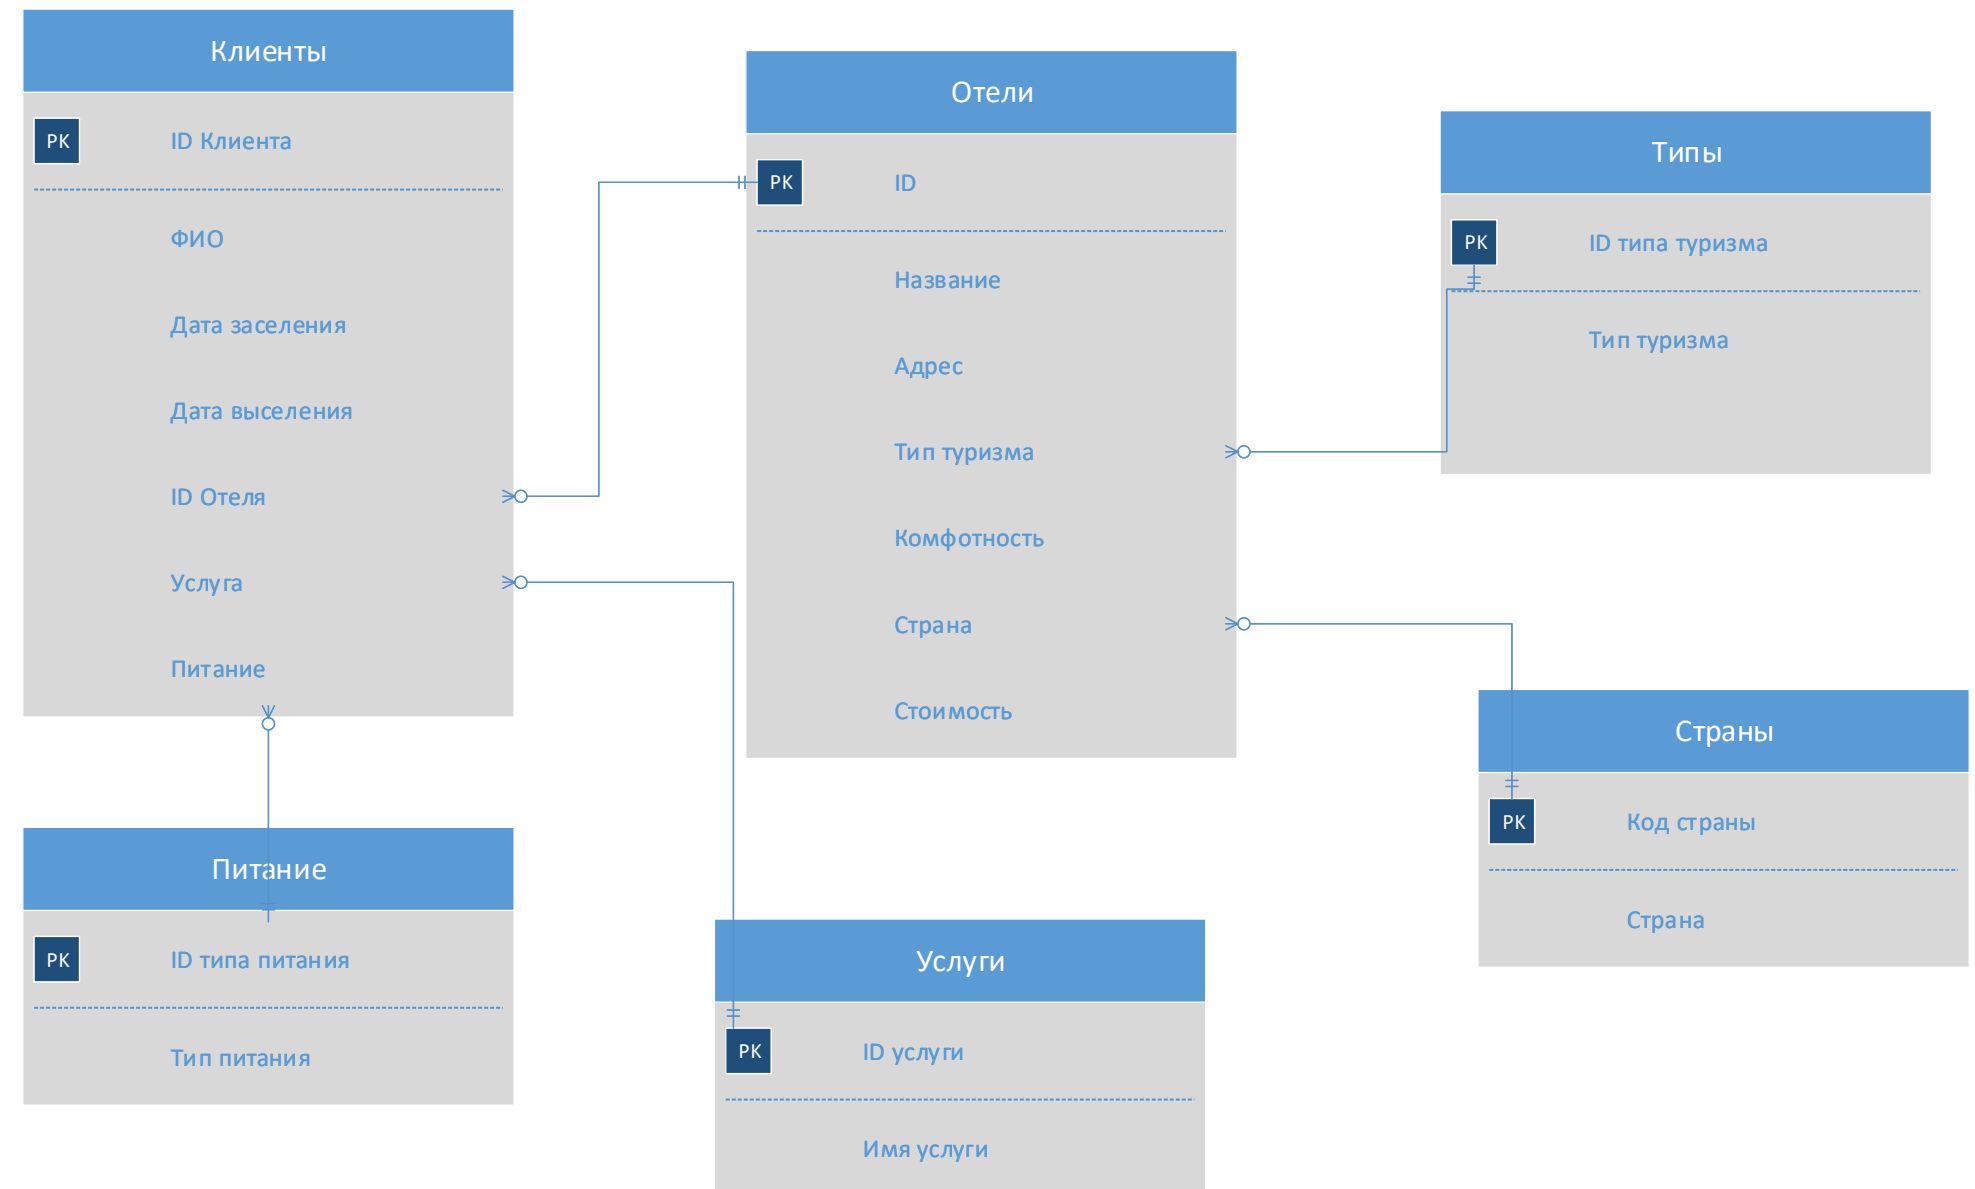 Клиенты
PK ID Клиента
ФИО
Дата заселения
Дата выселения
ID Отеля
Услуга
Питание
Отели
PK ID
Название
Адрес
Тип туризма
Комфотность
Страна
Стоимость
Типы
PK ID типа туризма
Тип туризма
Страны
PK Код страны
Страна
Питание
PK ID типа питания
Тип питания
Услуги
PK ID услуги
Имя услуги